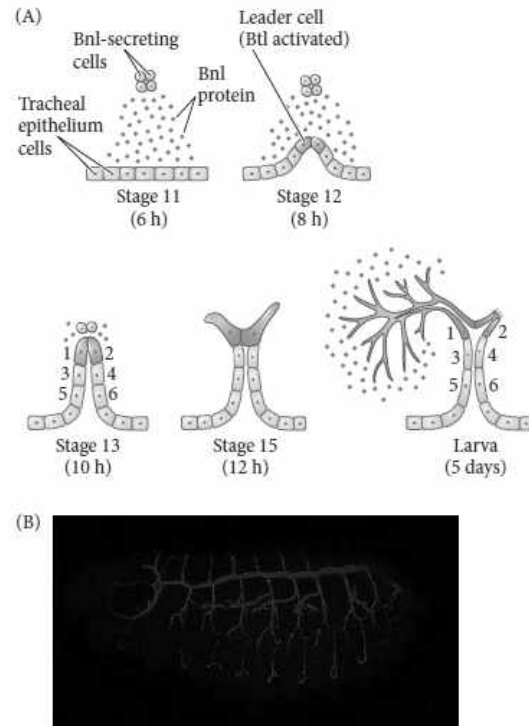 (A)
Bnl-secreting
cells
Bnl
protein
Tracheal
epithelium
cells
Stage 11
(6 h)
Leader cell
(Btl activated)
Stage 12
(8 h)
1 2
3 4
5 6
Stage 13
(10 h)
Stage 15
(12 h)
1 2
3 4
5 6
Larva
(5 days)
(B)